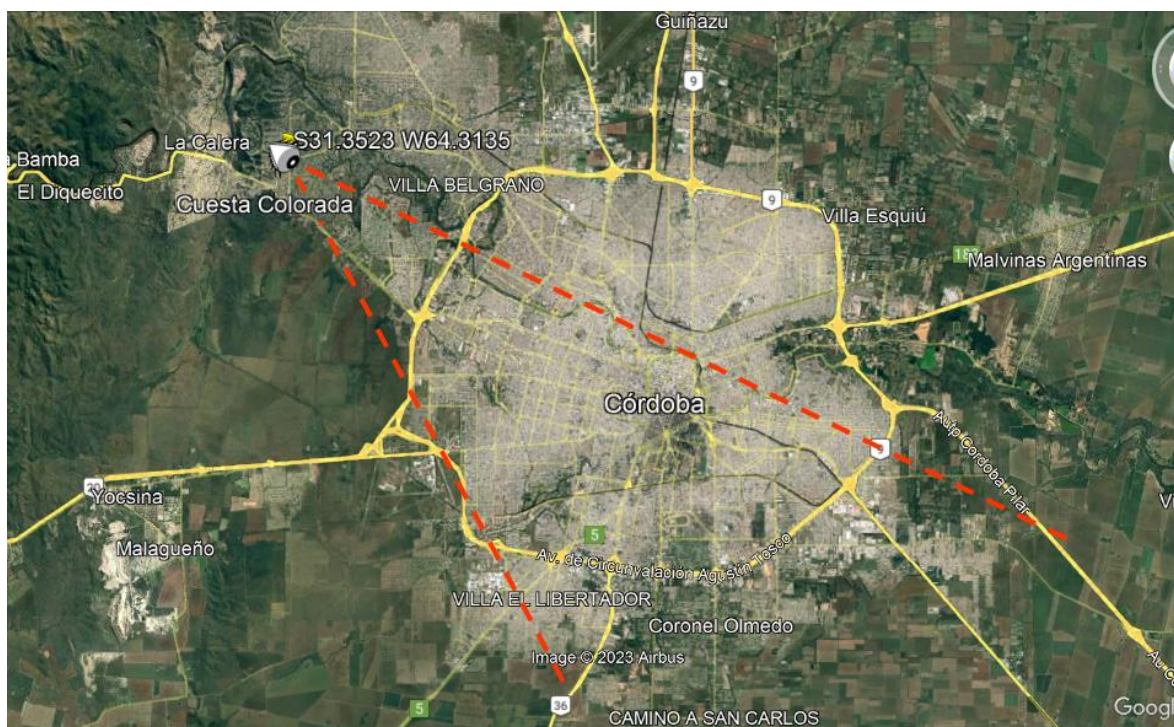 Guiñazu
9
La Calera
S31.3523 W64.3135
a Bamba
El Diquecito
VILLA BELGRANO
9
Cuesta Colorada
Villa Esquiú
Malvinas Argentinas
Córdoba
Auto Cordoba Pilar
9
20
Yocsina
Malagueño
5
Av. de Circunvalación Agustín Tosco
VILLA EL LIBERTADOR
Coronel Olmedo
Image © 2023 Airbus
36
5
CAMINO A SAN CARLOS
Goog